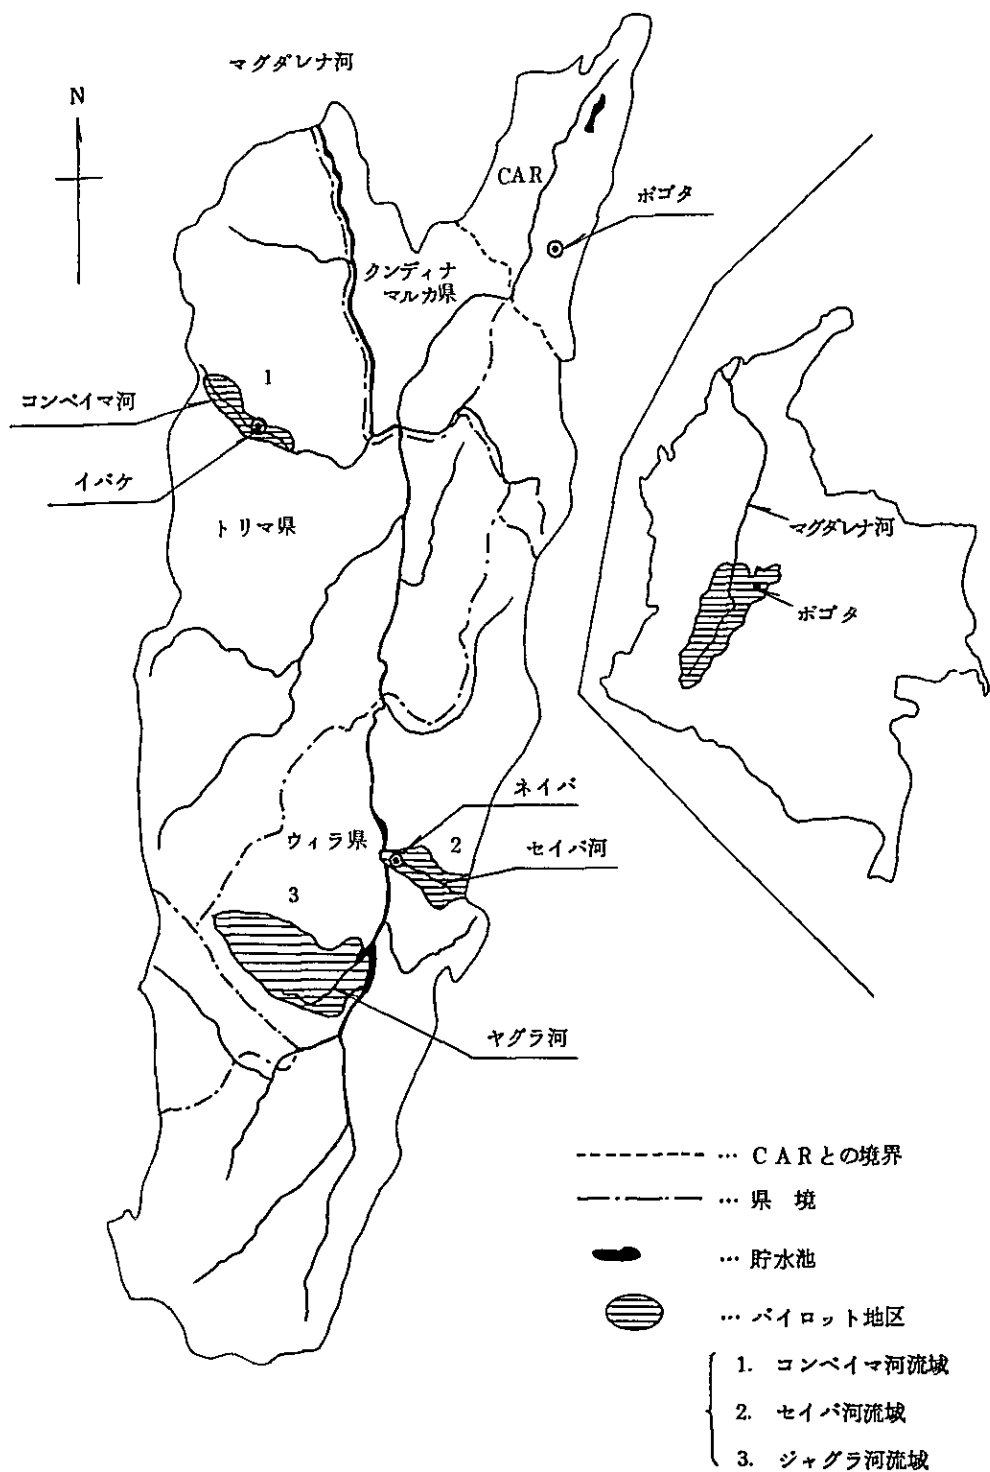 マグダレナ河
N
CAR
ボゴタ
クンディナ
マルカ県
1
コンベイマ河
イバケ
トリマ県
マグダレナ河
ボゴタ
ネイバ
ウィラ県
2
セイバ河
3
ヤグラ河
… CARとの境界
… 県 境
… 貯水池
… パイロット地区
1. コンベイマ河流域
2. セイバ河流域
3. ジャグラ河流域